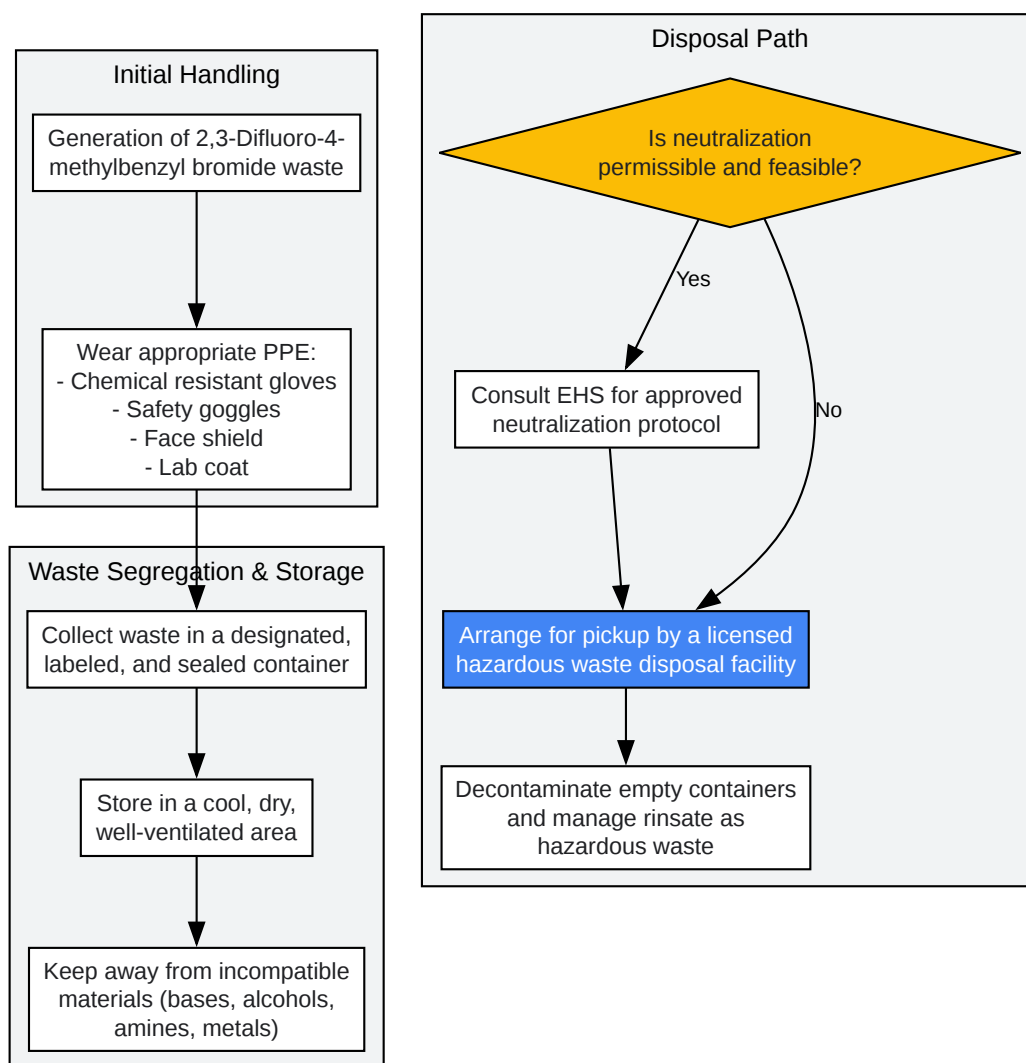 Initial Handling
Generation of 2,3-Difluoro-4-
methylbenzyl bromide waste
Wear appropriate PPE:
- Chemical resistant gloves
- Safety goggles
- Face shield
- Lab coat
Waste Segregation & Storage
Collect waste in a designated,
labeled, and sealed container
Store in a cool, dry,
well-ventilated area
Keep away from incompatible
materials (bases, alcohols,
amines, metals)
Disposal Path
Is neutralization
permissible and feasible?
Yes
No
Consult EHS for approved
neutralization protocol
Arrange for pickup by a licensed
hazardous waste disposal facility
Decontaminate empty containers
and manage rinsate as
hazardous waste